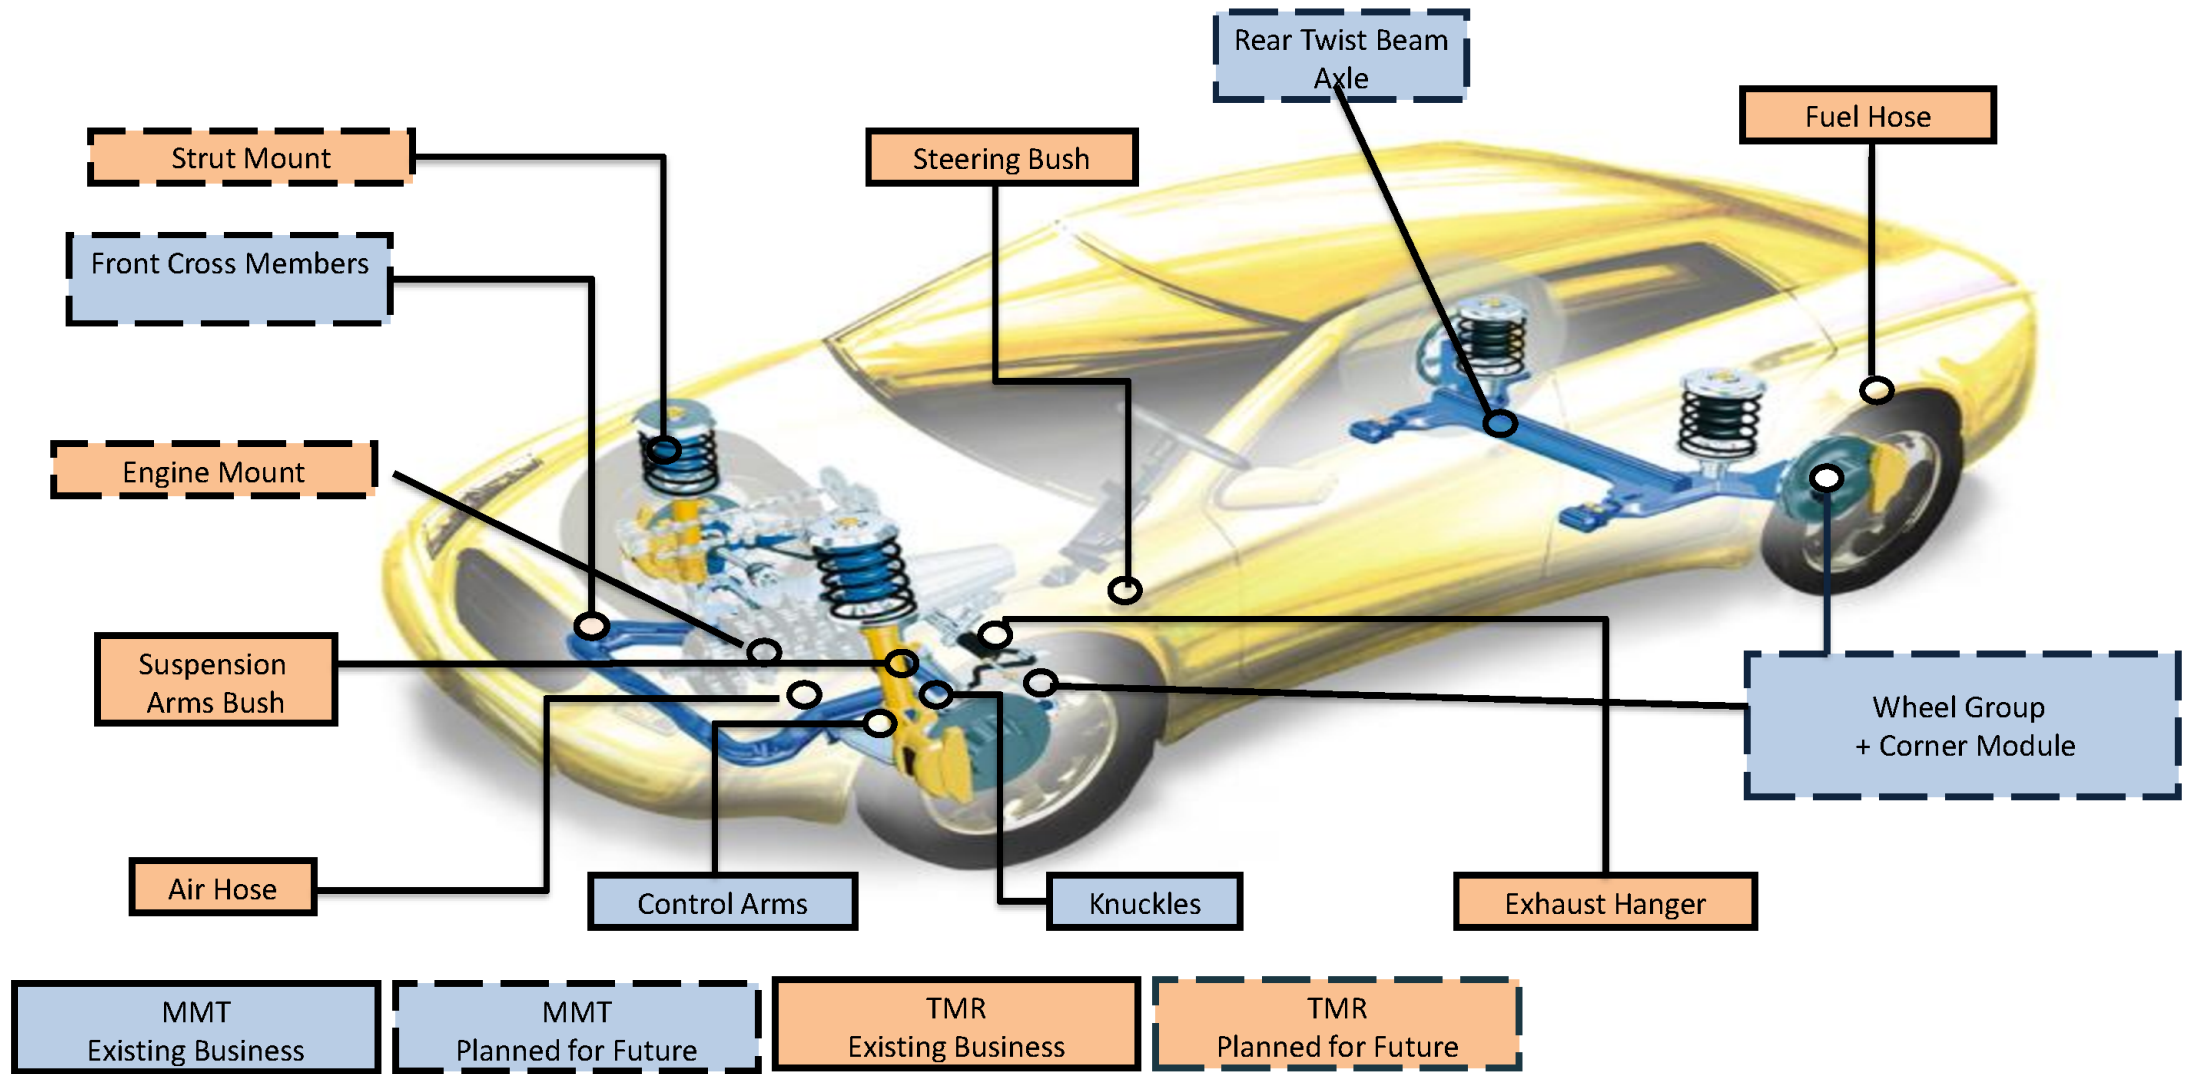 Rear Twist Beam
Axle
Fuel Hose
Strut Mount
Steering Bush
Front Cross Members
Engine Mount
Suspension
Arms Bush
Wheel Group
+ Corner Module
Air Hose
Control Arms
Knuckles
Exhaust Hanger
MMT
Existing Business
MMT
Planned for Future
TMR
Existing Business
TMR
Planned for Future